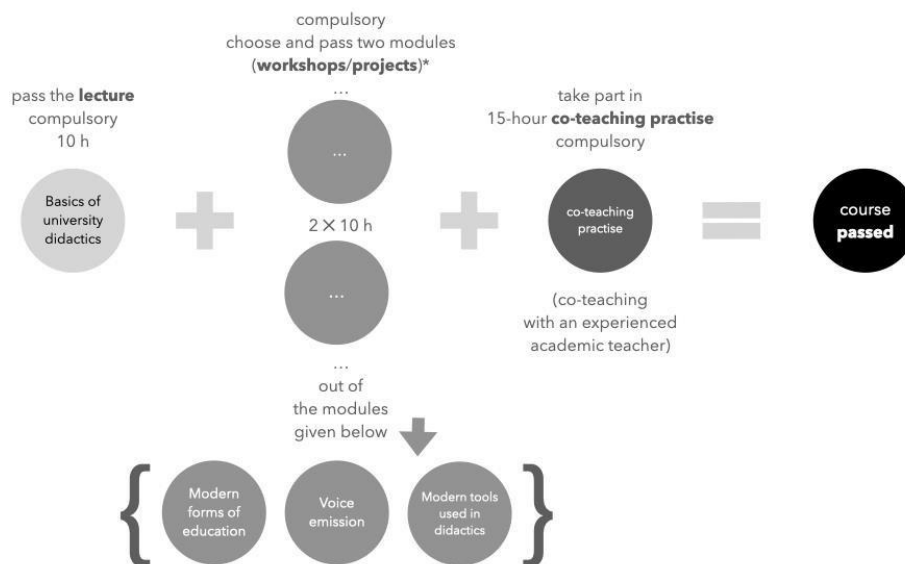 pass the lecture
compulsory
10 h
Basics of
university
didactics
compulsory
choose and pass two modules
(workshops/projects)*
...
...
2 × 10 h
...
...
out of
the modules
given below
take part in
15-hour co-teaching practise
compulsory
co-teaching
practise
(co-teaching
with an experienced
academic teacher)
course
passed
{
Modern
forms of
education
Voice
emission
Modern tools
used in
didactics
}